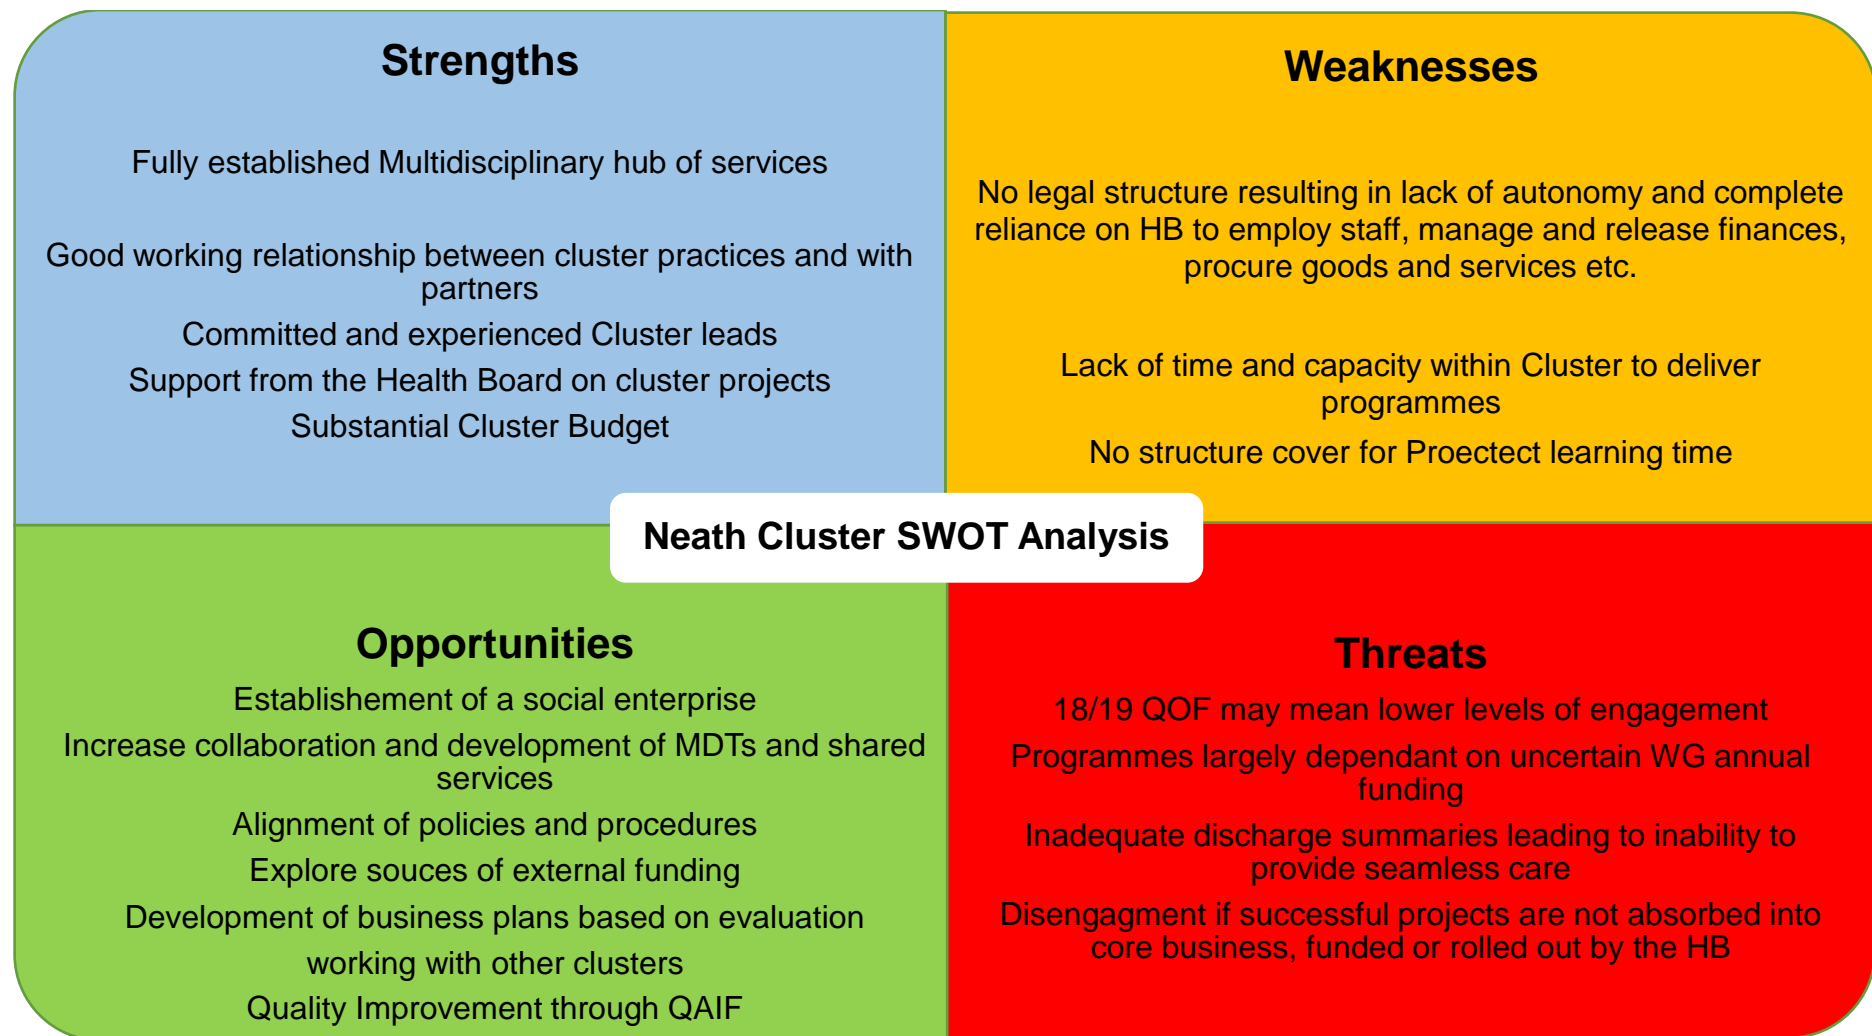 Strengths
Fully established Multidisciplinary hub of services
Good working relationship between cluster practices and with
partners
Committed and experienced Cluster leads
Support from the Health Board on cluster projects
Substantial Cluster Budget
Weaknesses
No legal structure resulting in lack of autonomy and complete
reliance on HB to employ staff, manage and release finances,
procure goods and services etc.
Lack of time and capacity within Cluster to deliver
programmes
No structure cover for Proectect learning time
Neath Cluster SWOT Analysis
Opportunities
Establishement of a social enterprise
Increase collaboration and development of MDTs and shared
services
Alignment of policies and procedures
Explore souces of external funding
Development of business plans based on evaluation
working with other clusters
Quality Improvement through QAIF
Threats
18/19 QOF may mean lower levels of engagement
Programmes largely dependant on uncertain WG annual
funding
Inadequate discharge summaries leading to inability to
provide seamless care
Disengagment if successful projects are not absorbed into
core business, funded or rolled out by the HB